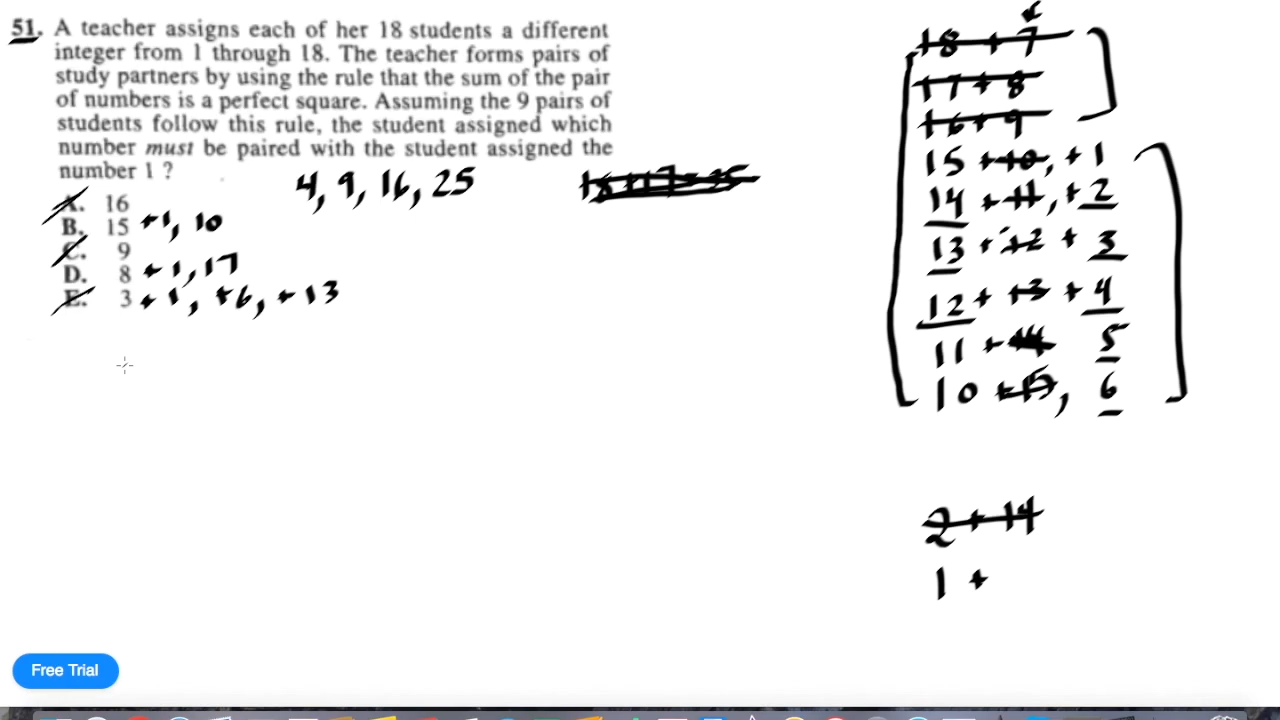 51. A teacher assigns each of her 18 students a different
integer from 1 through 18. The teacher forms pairs of
study partners by using the rule that the sum of the pair
of numbers is a perfect square. Assuming the 9 pairs of
students follow this rule, the student assigned which
number must be paired with the student assigned the
number 1 ?
4, 9, 16, 25
18+17=35
A. 16
B. 15 +1, 10
C. 9
D. 8 +1, 17
E. 3 +1, +6, +13
18 + 7
17 + 8
16 + 9
15 + 10, + 1
14 + 11, + 2
13 + 12 + 3
12 + 13 + 4
11 + 14 5
10 + 15, 6
2 + 14
1 +
Free Trial